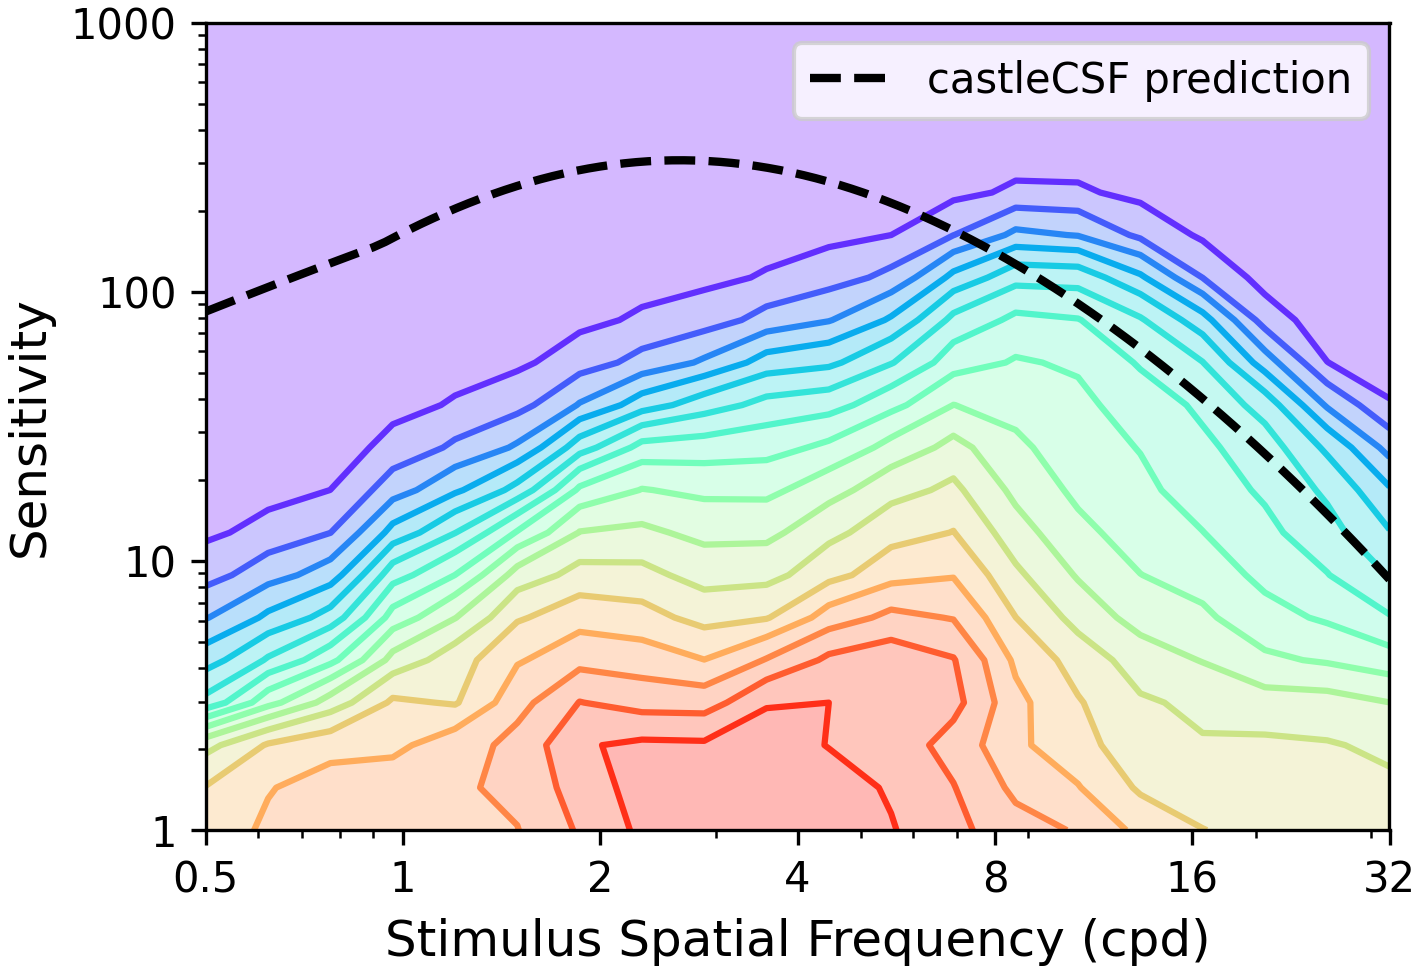 1000
100
10
1
Sensitivity
castleCSF prediction
0.5 1 2 4 8 16 32
Stimulus Spatial Frequency (cpd)